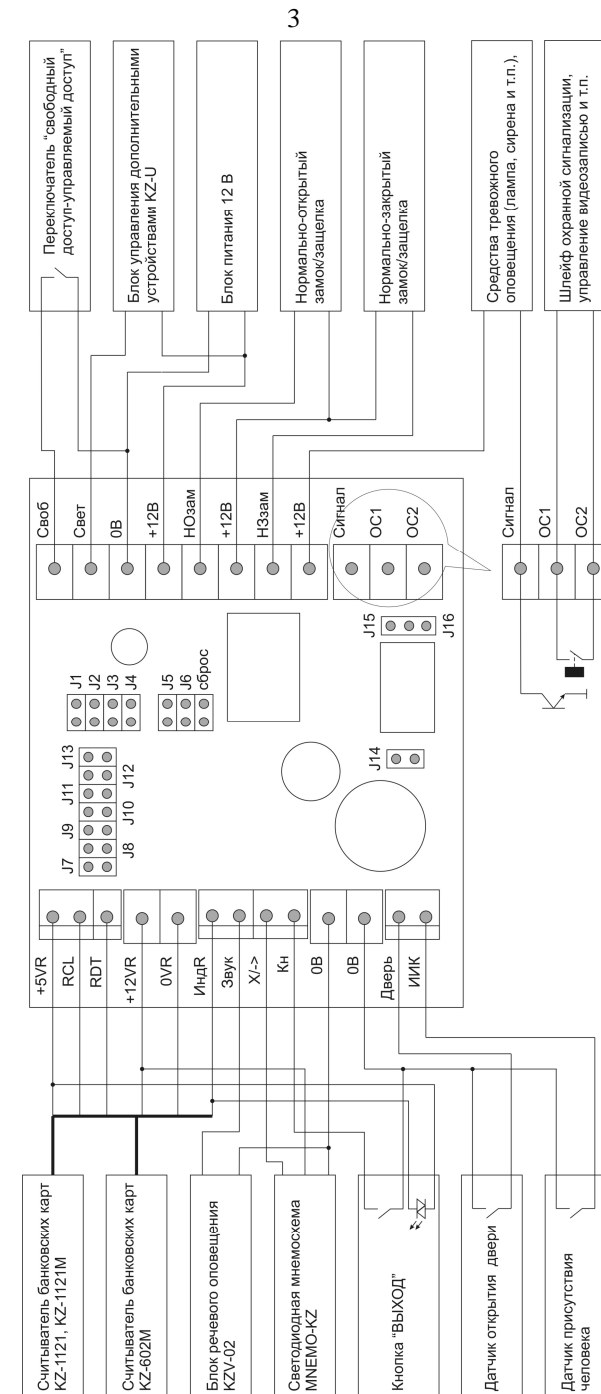 3
Переключатель “свободный
доступ-управляемый доступ”
Блок управления дополнительными
устройствами KZ-U
Блок питания 12 В
Нормально-открытый
замок/защелка
Нормально-закрытый
замок/защелка
Средства тревожного
оповещения (лампа, сирена и т.п.),
Шлейф охранной сигнализации,
управление видеозаписью и т.п.
Своб
Свет
0В
+12В
НОзам
+12В
НЗзам
+12В
Сигнал
ОС1
ОС2
Сигнал
ОС1
ОС2
J1
J2
J3
J4
J5
J6
сброс
J15
J16
J7
J9
J11
J13
J8
J10
J12
J14
+5VR
RCL
RDT
+12VR
0VR
ИндR
Звук
X/->
Кн
0В
0В
Дверь
ИИК
Считыватель банковских карт
KZ-1121, KZ-1121M
Считыватель банковских карт
KZ-602M
Блок речевого оповещения
KZV-02
Светодиодная мнемосхема
MNEMO-KZ
Кнопка “ВЫХОД”
Датчик открытия двери
Датчик присутствия
человека